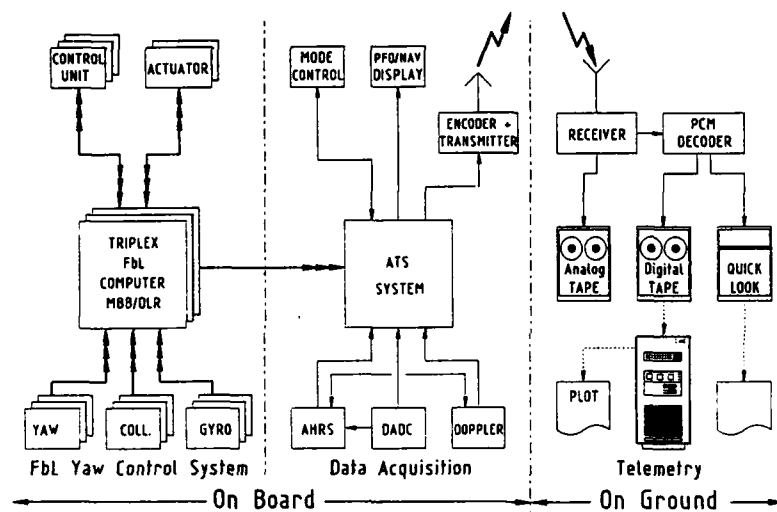 CONTROL
UNIT
ACTUATOR
MODE
CONTROL
PFD/NAV
DISPLAY
ENCODER +
TRANSMITTER
RECEIVER
PCM
DECODER
TRIPLEX
FbL
COMPUTER
MBB/DLR
ATS
SYSTEM
Analog
TAPE
Digital
TAPE
QUICK
LOOK
PLOT
YAW
COLL.
GYRO
AHRS
DADC
DOPPLER
FbL Yaw Control System
Data Acquisition
Telemetry
On Board
On Ground